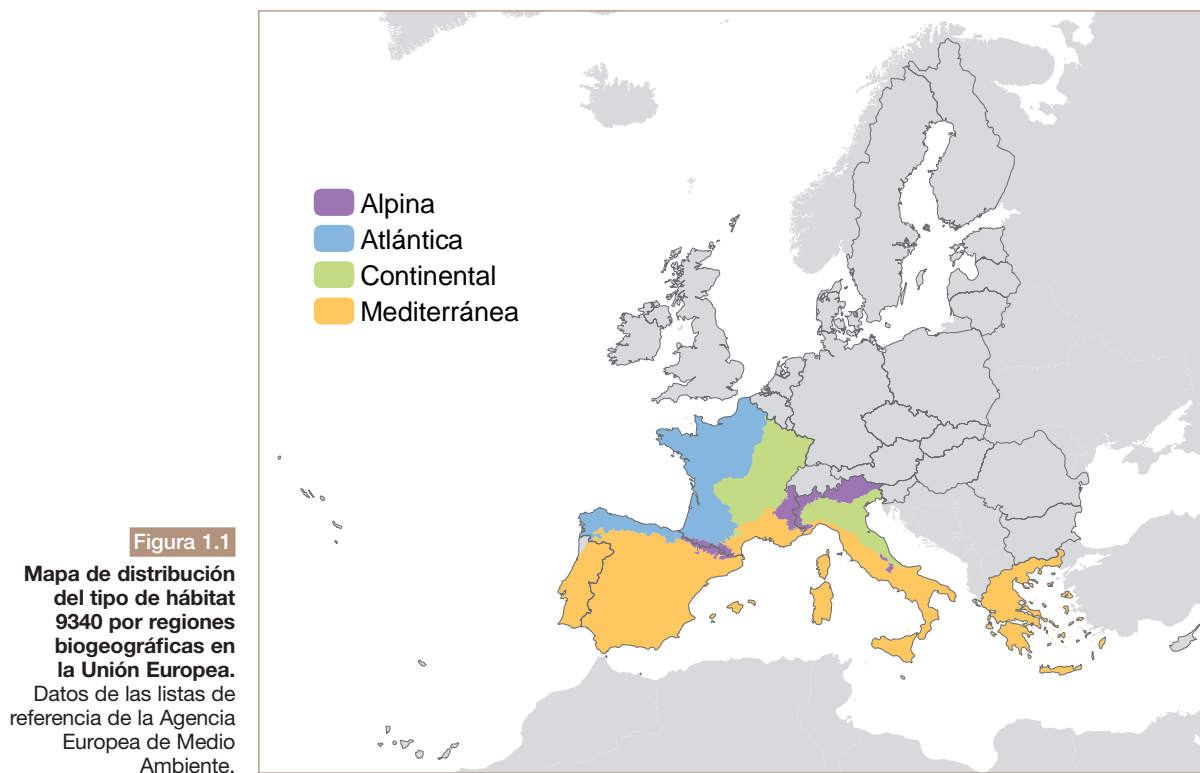 Alpina
Atlántica
Continental
Mediterránea
Figura 1.1
Mapa de distribución
del tipo de hábitat
9340 por regiones
biogeográficas en
la Unión Europea.
Datos de las listas de
referencia de la Agencia
Europea de Medio
Ambiente.